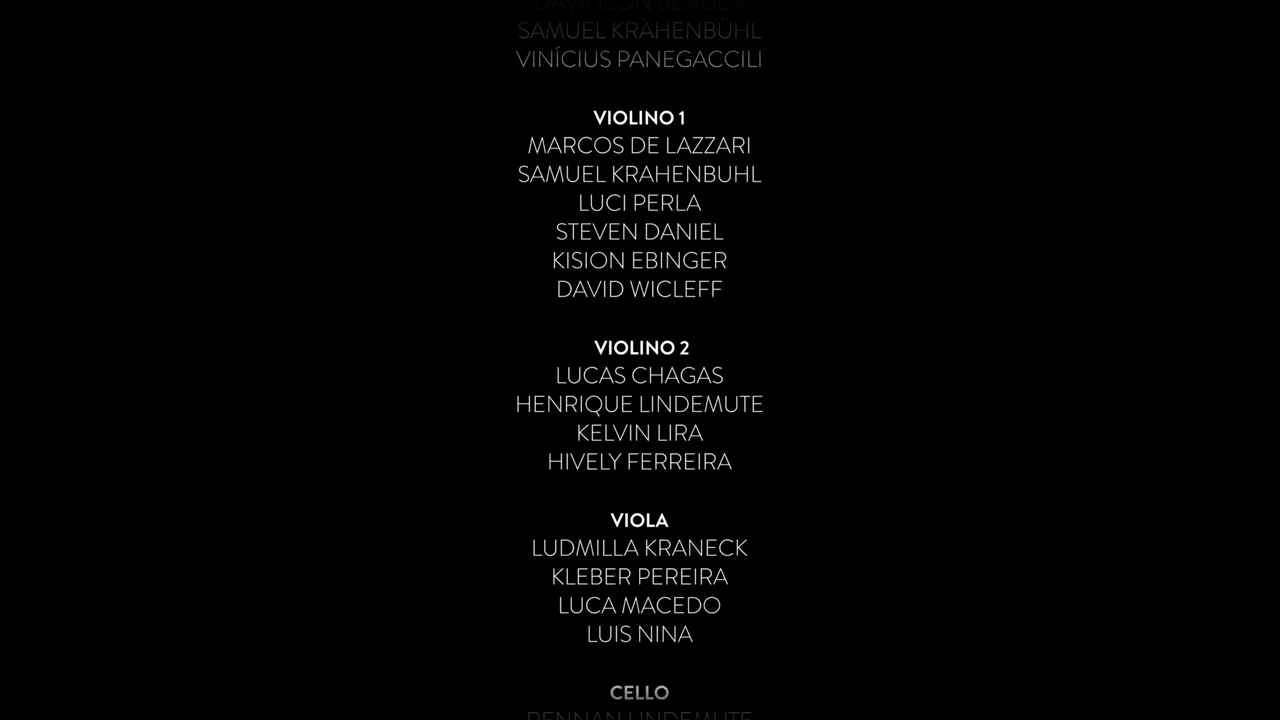 SAMUEL KRÄHENBÜHL
VINÍCIUS PANEGACCILI
VIOLINO 1
MARCOS DE LAZZARI
SAMUEL KRAHENBUHL
LUCI PERLA
STEVEN DANIEL
KISION EBINGER
DAVID WICLEFF
VIOLINO 2
LUCAS CHAGAS
HENRIQUE LINDEMUTE
KELVIN LIRA
HIVELY FERREIRA
VIOLA
LUDMILLA KRANECK
KLEBER PEREIRA
LUCA MACEDO
LUIS NINA
CELLO